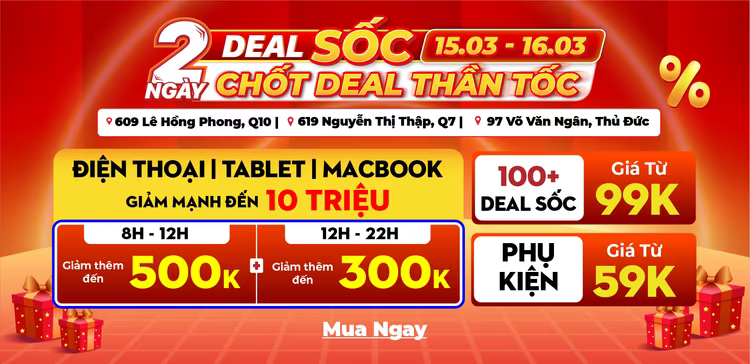 2 NGÀY
DEAL SỐC 15.03 - 16.03
CHỐT DEAL THẦN TỐC
%
609 Lê Hồng Phong, Q10 | 619 Nguyễn Thị Thập, Q7 | 97 Võ Văn Ngân, Thủ Đức
ĐIỆN THOẠI | TABLET | MACBOOK
GIẢM MẠNH ĐẾN 10 TRIỆU
8H - 12H
Giảm thêm đến 500K
+
12H - 22H
Giảm thêm đến 300K
100+
DEAL SỐC
Giá Từ
99K
PHỤ
KIỆN
Giá Từ
59K
Mua Ngay